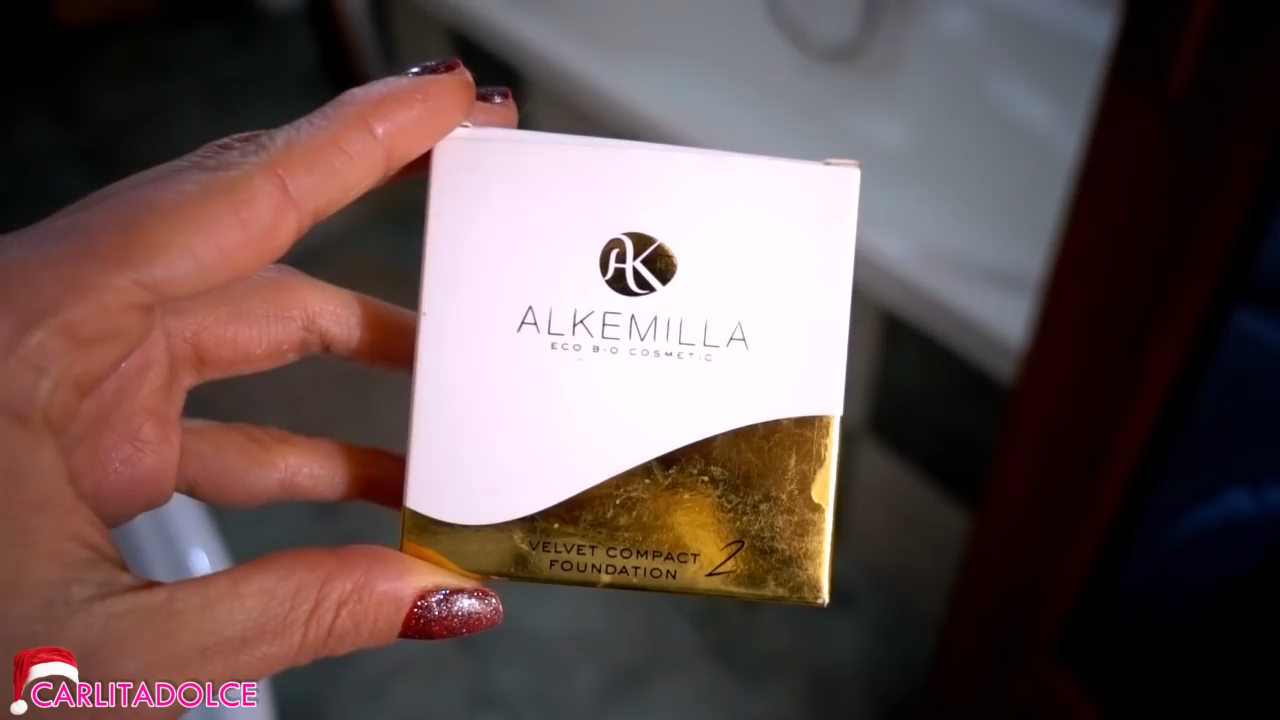 AK
ALKEMILLA
ECO BIO COSMETIC
VELVET COMPACT 2
FOUNDATION
CARLITADOLCE